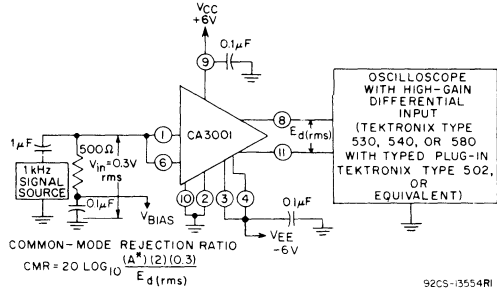 VCC
+6V
0.1μF
9
OSCILLOSCOPE
WITH HIGH-GAIN
DIFFERENTIAL
INPUT
(TEKTRONIX TYPE
530, 540, OR 580
WITH TYPED PLUG-IN
TEKTRONIX TYPE 502,
OR
EQUIVALENT)
1μF
500Ω
Vin=0.3V
rms
1
6
CA3001
8
Ed(rms)
11
1 kHz
SIGNAL
SOURCE
0.1μF
VBIAS
10
2
3
4
0.1μF
VEE
-6V
COMMON-MODE REJECTION RATIO
CMR = 20 LOG10 (A*)(2)(0.3)
Ed(rms)
92CS-13554R1